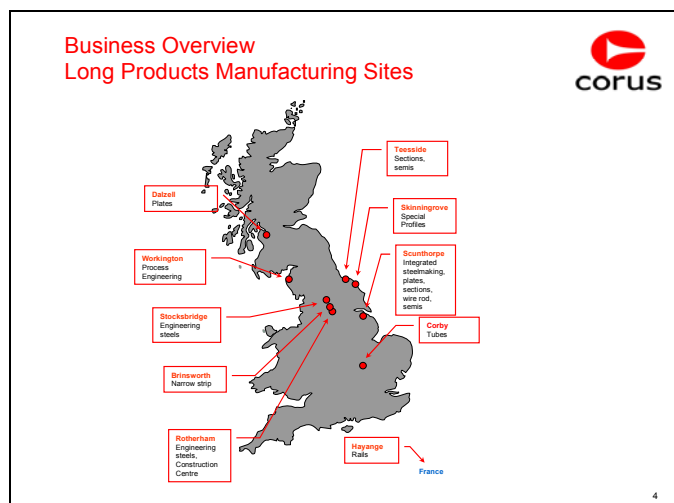 Business Overview
Long Products Manufacturing Sites
corus
Teesside
Sections,
semis
Dalzell
Plates
Skinningrove
Special
Profiles
Workington
Process
Engineering
Scunthorpe
Integrated
steelmaking,
plates,
sections,
wire rod,
semis
Stocksbridge
Engineering
steels
Corby
Tubes
Brinsworth
Narrow strip
Rotherham
Engineering
steels,
Construction
Centre
Hayange
Rails
France
4